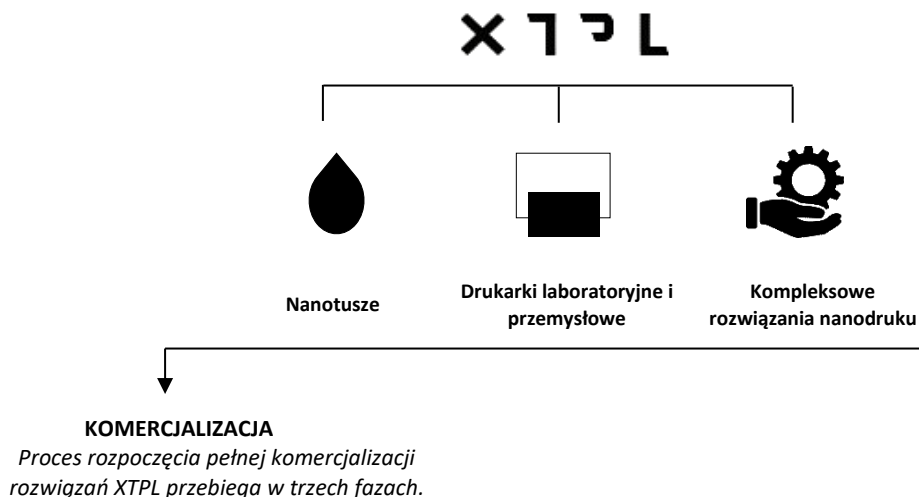 XTPL
Nanotusze
Drukarki laboratoryjne i
przemysłowe
Kompleksowe
rozwiązania nanodruku
KOMERCJALIZACJA
Proces rozpoczęcia pełnej komercjalizacji
rozwiązań XTPL przebiega w trzech fazach.